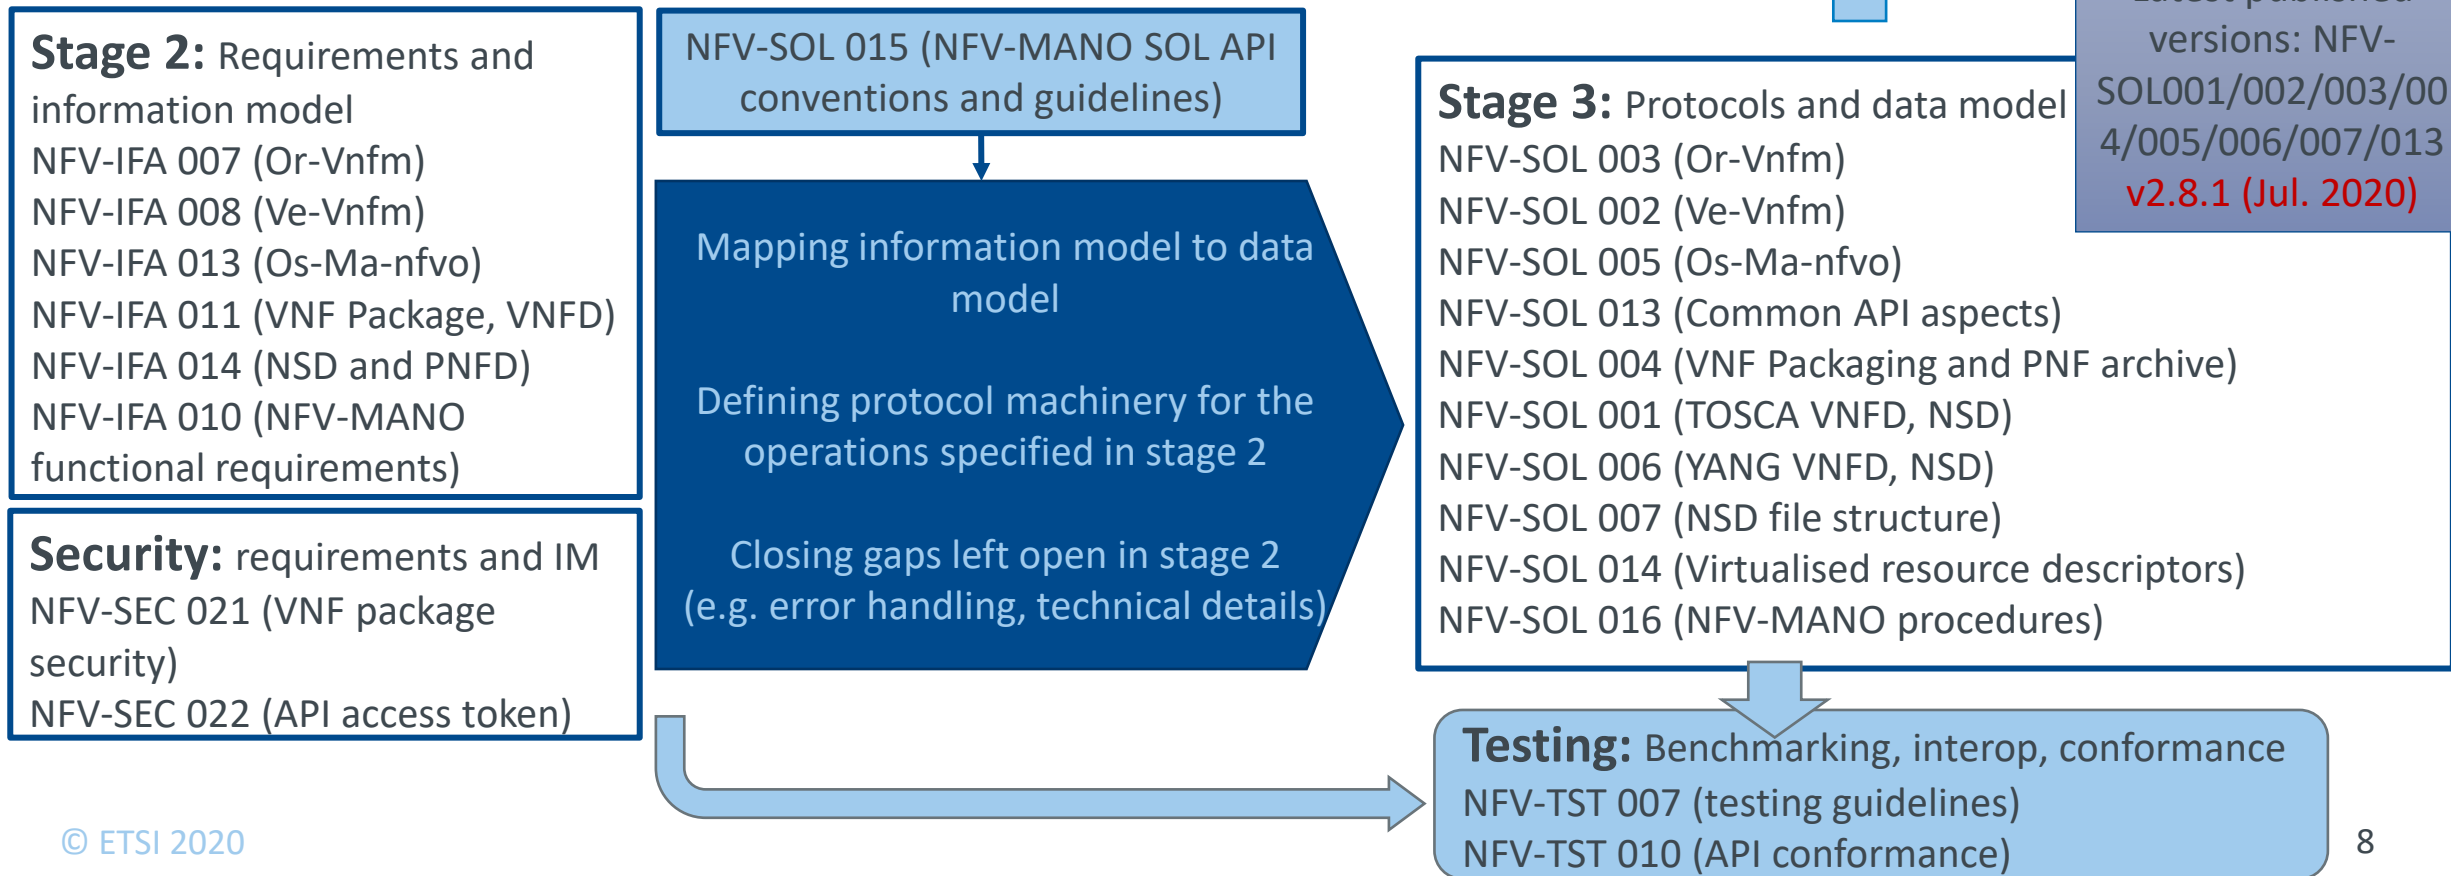 Stage 2: Requirements and
information model
NFV-IFA 007 (Or-Vnfm)
NFV-IFA 008 (Ve-Vnfm)
NFV-IFA 013 (Os-Ma-nfvo)
NFV-IFA 011 (VNF Package, VNFD)
NFV-IFA 014 (NSD and PNFD)
NFV-IFA 010 (NFV-MANO
functional requirements)
Security: requirements and IM
NFV-SEC 021 (VNF package
security)
NFV-SEC 022 (API access token)
NFV-SOL 015 (NFV-MANO SOL API
conventions and guidelines)
Mapping information model to data
model
Defining protocol machinery for the
operations specified in stage 2
Closing gaps left open in stage 2
(e.g. error handling, technical details)
Latest published
versions: NFV-
SOL001/002/003/00
4/005/006/007/013
v2.8.1 (Jul. 2020)
Stage 3: Protocols and data model
NFV-SOL 003 (Or-Vnfm)
NFV-SOL 002 (Ve-Vnfm)
NFV-SOL 005 (Os-Ma-nfvo)
NFV-SOL 013 (Common API aspects)
NFV-SOL 004 (VNF Packaging and PNF archive)
NFV-SOL 001 (TOSCA VNFD, NSD)
NFV-SOL 006 (YANG VNFD, NSD)
NFV-SOL 007 (NSD file structure)
NFV-SOL 014 (Virtualised resource descriptors)
NFV-SOL 016 (NFV-MANO procedures)
Testing: Benchmarking, interop, conformance
NFV-TST 007 (testing guidelines)
NFV-TST 010 (API conformance)
© ETSI 2020
8